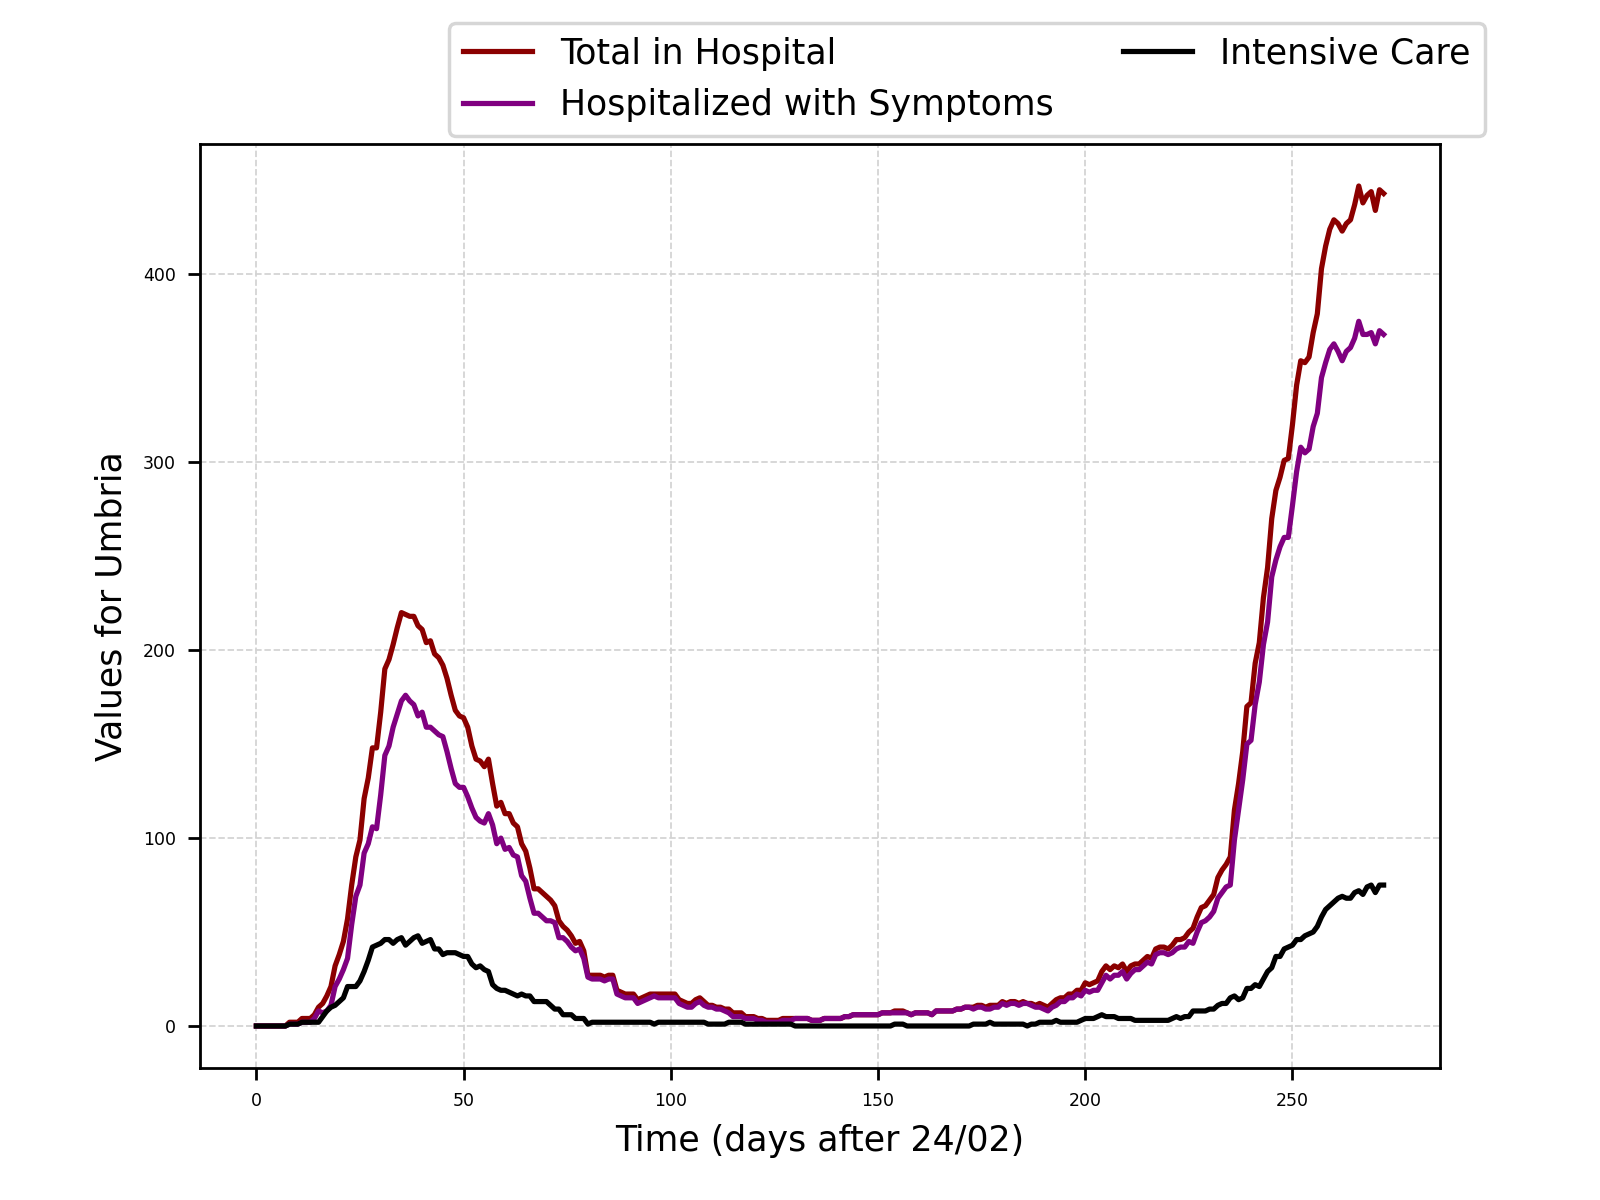 Total in Hospital
Hospitalized with Symptoms
Intensive Care
Values for Umbria
400
300
200
100
0
0 50 100 150 200 250
Time (days after 24/02)